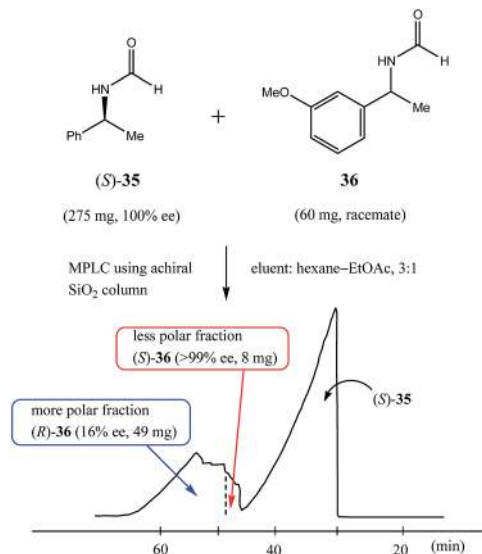 O
HN
H
Ph
Me
+
O
HN
H
MeO
Me
(S)-35
36
(275 mg, 100% ee)
(60 mg, racemate)
MPLC using achiral
SiO2 column
eluent: hexane–EtOAc, 3:1
less polar fraction
(S)-36 (>99% ee, 8 mg)
(S)-35
more polar fraction
(R)-36 (16% ee, 49 mg)
60
40
20
(min)